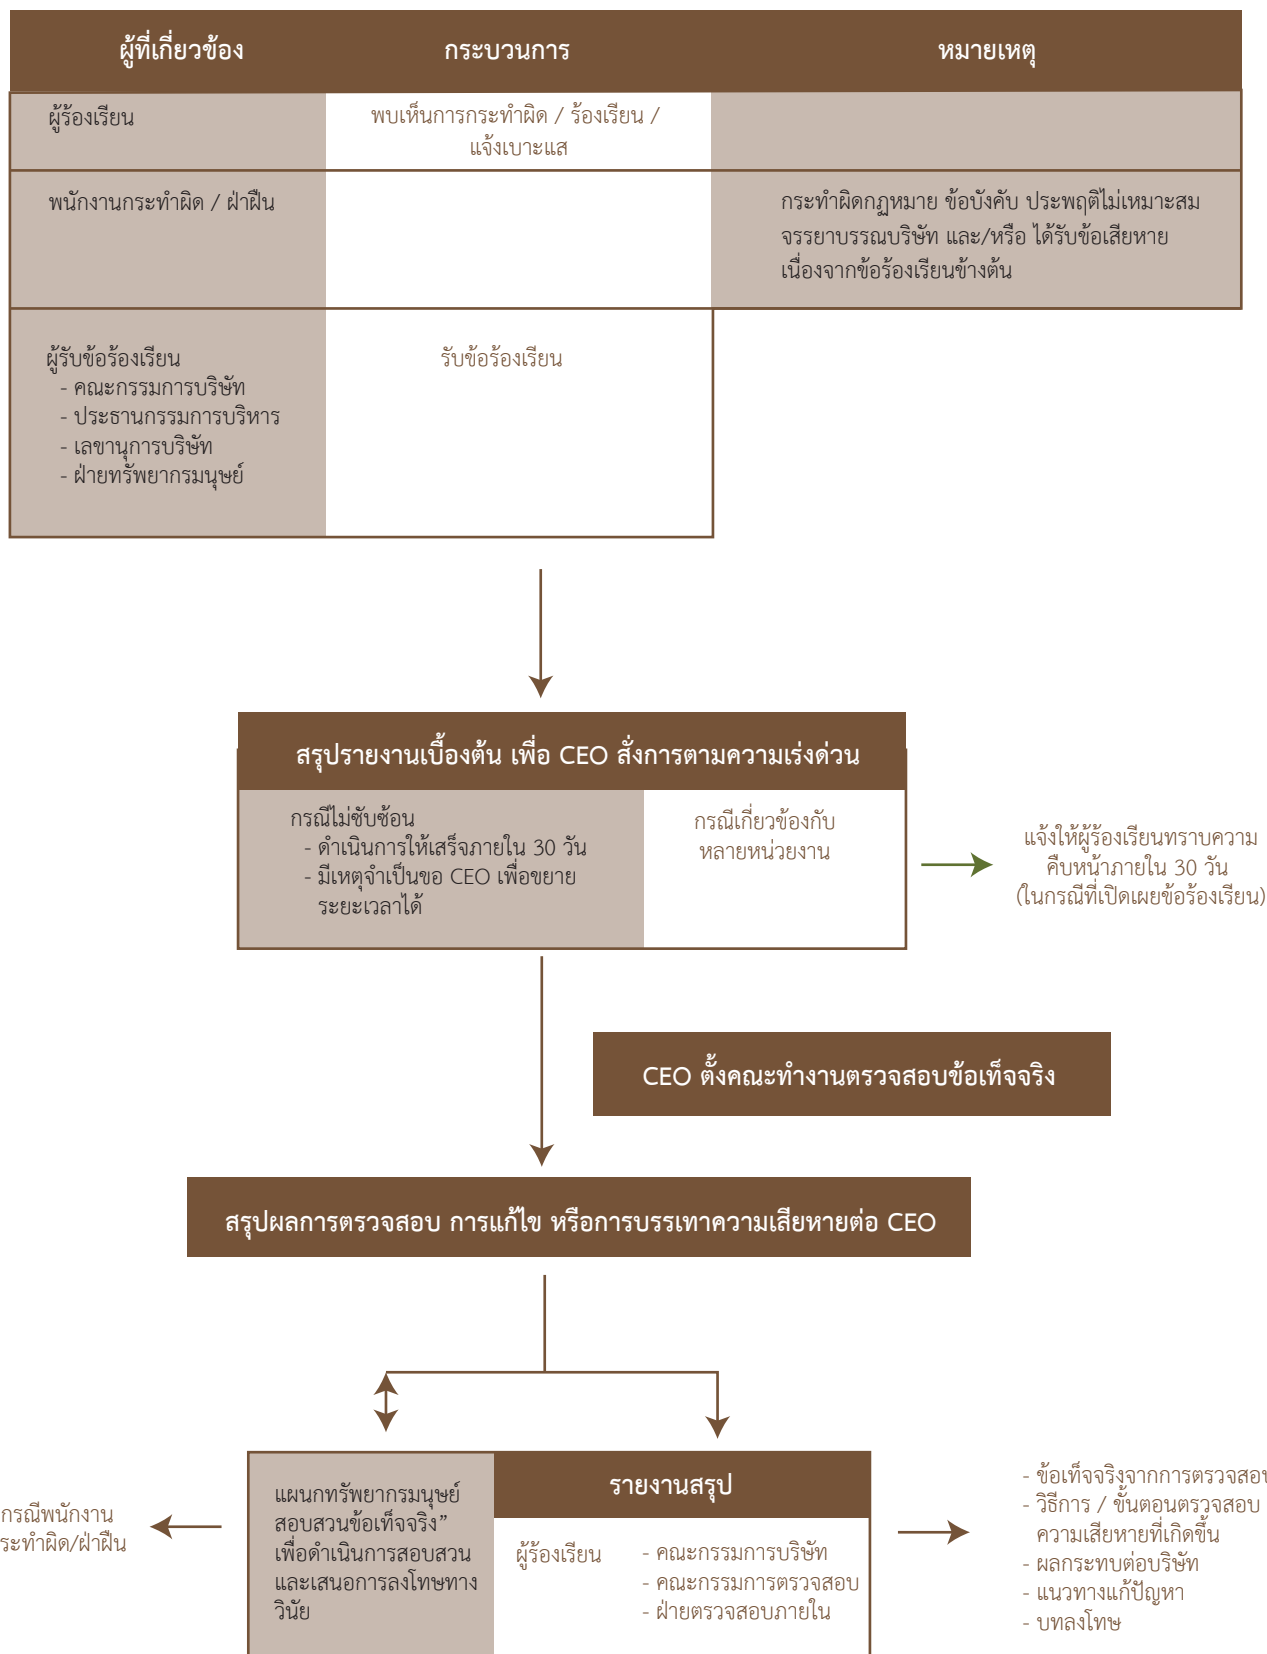 ผู้ที่เกี่ยวข้อง กระบวนการ หมายเหตุ
ผู้ร้องเรียน
พบเห็นการกระทำผิด / ร้องเรียน /
แจ้งเบาะแส
พนักงานกระทำผิด / ฝ่าฝืน
กระทำผิดกฎหมาย ข้อบังคับ ประพฤติไม่เหมาะสม
จรรยาบรรณบริษัท และ/หรือ ได้รับข้อเสียหาย
เนื่องจากข้อร้องเรียนข้างต้น
ผู้รับข้อร้องเรียน
- คณะกรรมการบริษัท
- ประธานกรรมการบริหาร
- เลขานุการบริษัท
- ฝ่ายทรัพยากรมนุษย์
รับข้อร้องเรียน
สรุปรายงานเบื้องต้น เพื่อ CEO สั่งการตามความเร่งด่วน
กรณีไม่ซับซ้อน
- ดำเนินการให้เสร็จภายใน 30 วัน
- มีเหตุจำเป็นขอ CEO เพื่อขยาย
ระยะเวลาได้
กรณีเกี่ยวข้องกับ
หลายหน่วยงาน
แจ้งให้ผู้ร้องเรียนทราบความ
คืบหน้าภายใน 30 วัน
(ในกรณีที่เปิดเผยข้อร้องเรียน)
CEO ตั้งคณะทำงานตรวจสอบข้อเท็จจริง
สรุปผลการตรวจสอบ การแก้ไข หรือการบรรเทาความเสียหายต่อ CEO
กรณีพนักงาน
ระทำผิด/ฝ่าฝืน
แผนกทรัพยากรมนุษย์
สอบสวนข้อเท็จจริง”
เพื่อดำเนินการสอบสวน
และเสนอการลงโทษทาง
วินัย
รายงานสรุป
ผู้ร้องเรียน
- คณะกรรมการบริษัท
- คณะกรรมการตรวจสอบ
- ฝ่ายตรวจสอบภายใน
- ข้อเท็จจริงจากการตรวจสอบ
- วิธีการ / ขั้นตอนตรวจสอบ
ความเสียหายที่เกิดขึ้น
- ผลกระทบต่อบริษัท
- แนวทางแก้ปัญหา
- บทลงโทษ